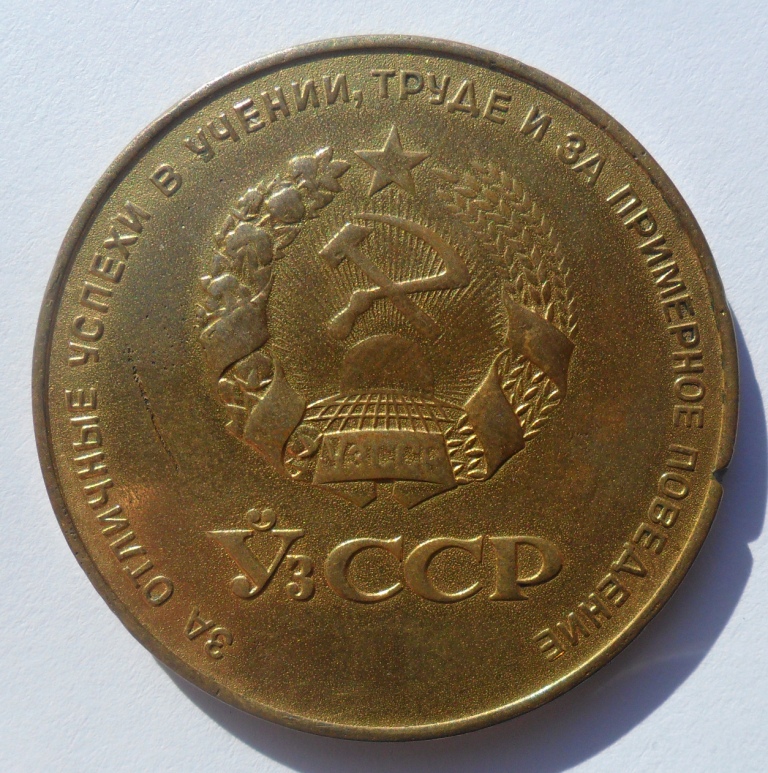 ЗА ОТЛИЧНЫЕ УСПЕХИ В УЧЕНИИ, ТРУДЕ И ЗА ПРИМЕРНОЕ ПОВЕДЕНИЕ
ЎзССР
ЎзССР